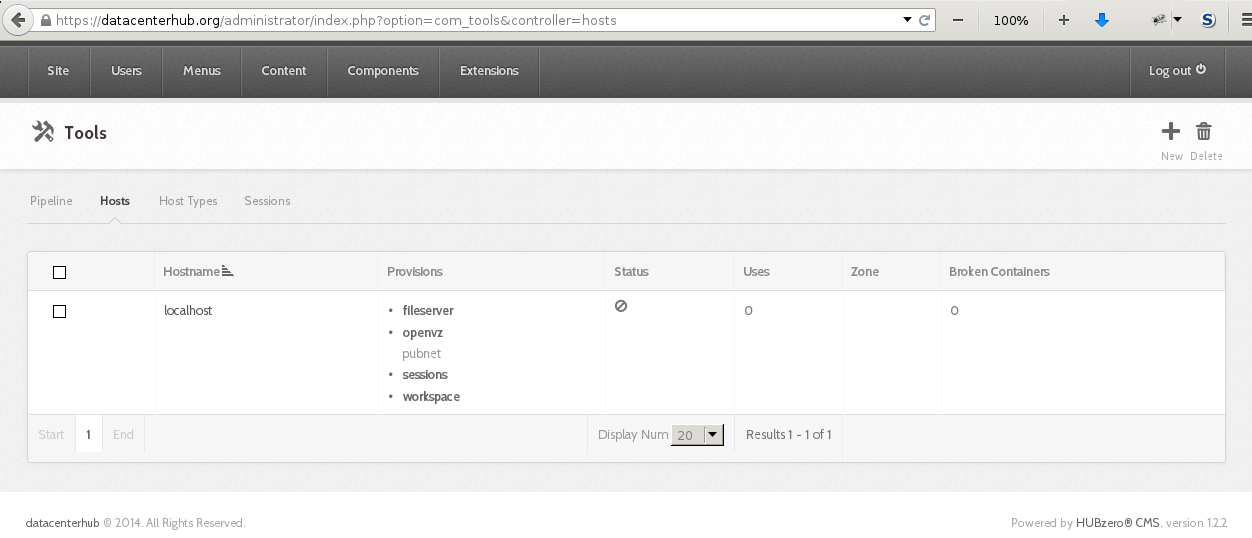 https://datacenterhub.org/administrator/index.php?option=com_tools&controller=hosts 100% S
Site Users Menus Content Components Extensions Log out
Tools
New Delete
Pipeline Hosts Host Types Sessions
Hostname Provisions Status Uses Zone Broken Containers
localhost • fileserver 0 0
• openvz
pubnet
• sessions
• workspace
Start 1 End Display Num 20 Results 1 - 1 of 1
datacenterhub © 2014. All Rights Reserved. Powered by HUBzero® CMS, version 1.2.2